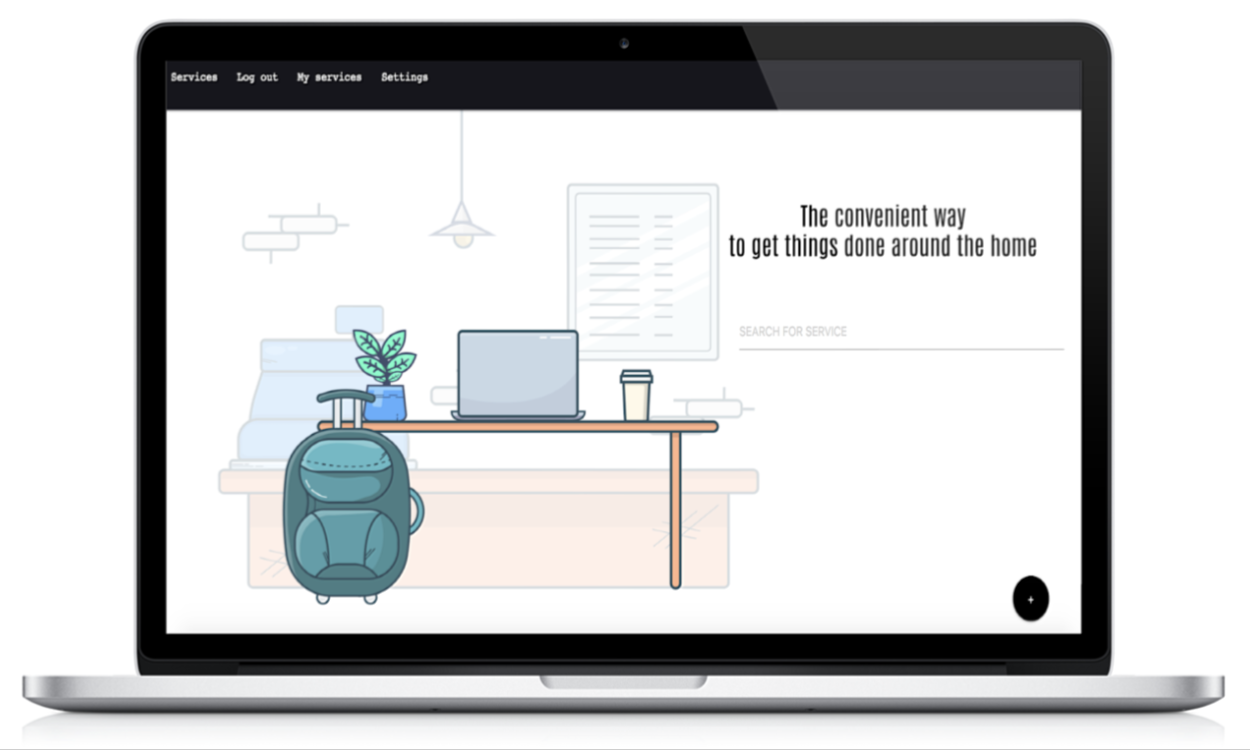 Services Log out My services Settings
The convenient way
to get things done around the home
SEARCH FOR SERVICE
+